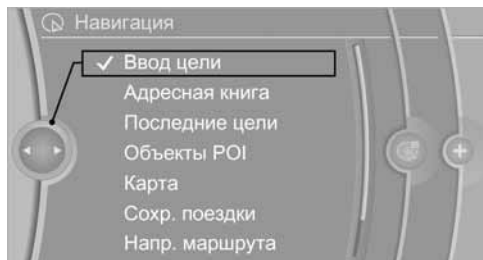 Навигация
Ввод цели
Адресная книга
Последние цели
Объекты POI
Карта
Сохр. поездки
Напр. маршрута